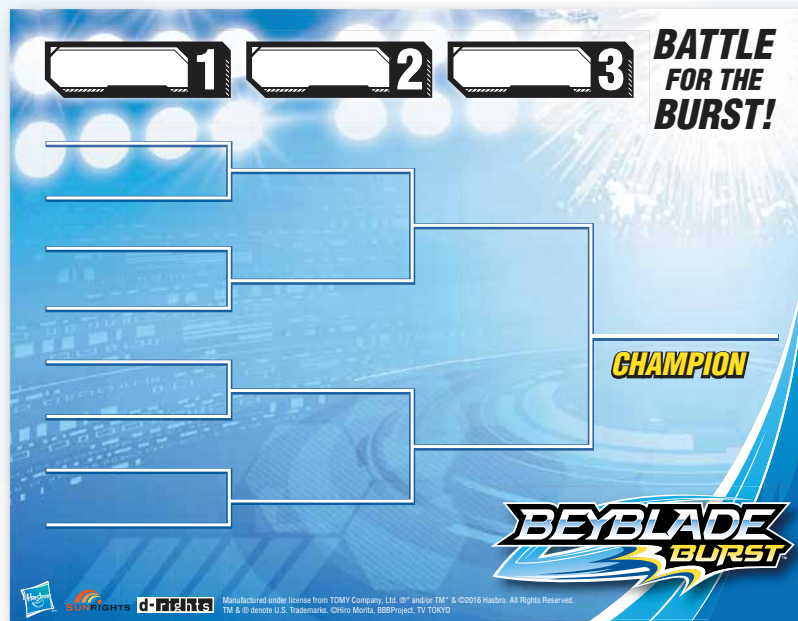 1
2
3
BATTLE
FOR THE
BURST!
CHAMPION
BEYBLADE
BURST
Hasbro
SUNRIGHTS
d-rights
Manufactured under license from TOMY Company, Ltd. ®* and/or TM* & ©2016 Hasbro. All Rights Reserved.
TM & ® denote U.S. Trademarks. ©Hiro Morita, BBBProject, TV TOKYO